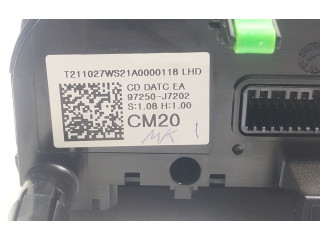 T211027WS21A0000118 LHD
CD DATC EA
97250-J7202
S:1.08 H:1.00
CM20
MK 1